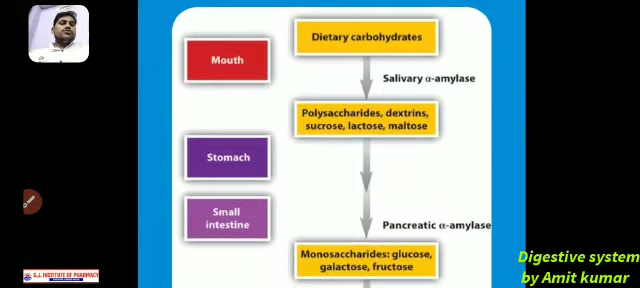 Dietary carbohydrates
Mouth
Salivary α-amylase
Polysaccharides, dextrins,
sucrose, lactose, maltose
Stomach
Small
intestine
Pancreatic α-amylase
Monosaccharides: glucose,
galactose, fructose
Digestive system
by Amit kumar
S.J. INSTITUTE OF PHARMACY